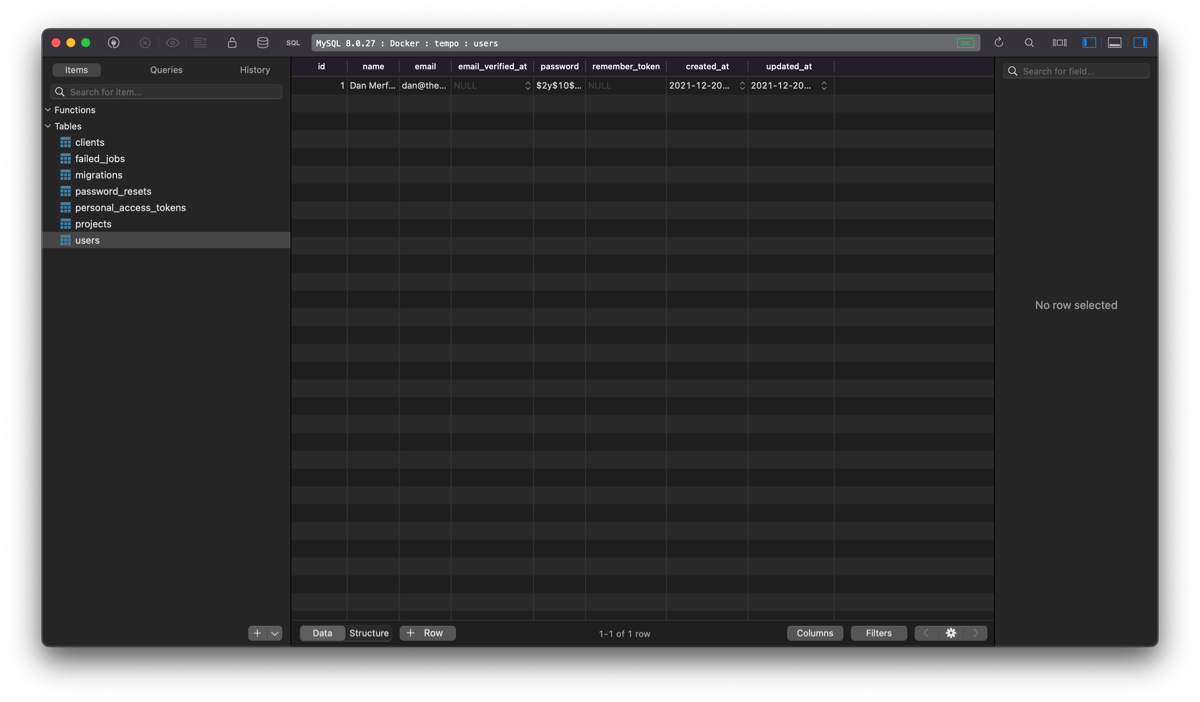 SQL
MySQL 8.0.27 : Docker : tempo : users
Items
Queries
History
Search for item...
Functions
Tables
clients
failed_jobs
migrations
password_resets
personal_access_tokens
projects
users
id name email email_verified_at password remember_token created_at updated_at
1 Dan Merf... dan@the... NULL $2y$10$... NULL 2021-12-20... 2021-12-20...
Search for field...
No row selected
Data
Structure
+ Row
1-1 of 1 row
Columns
Filters